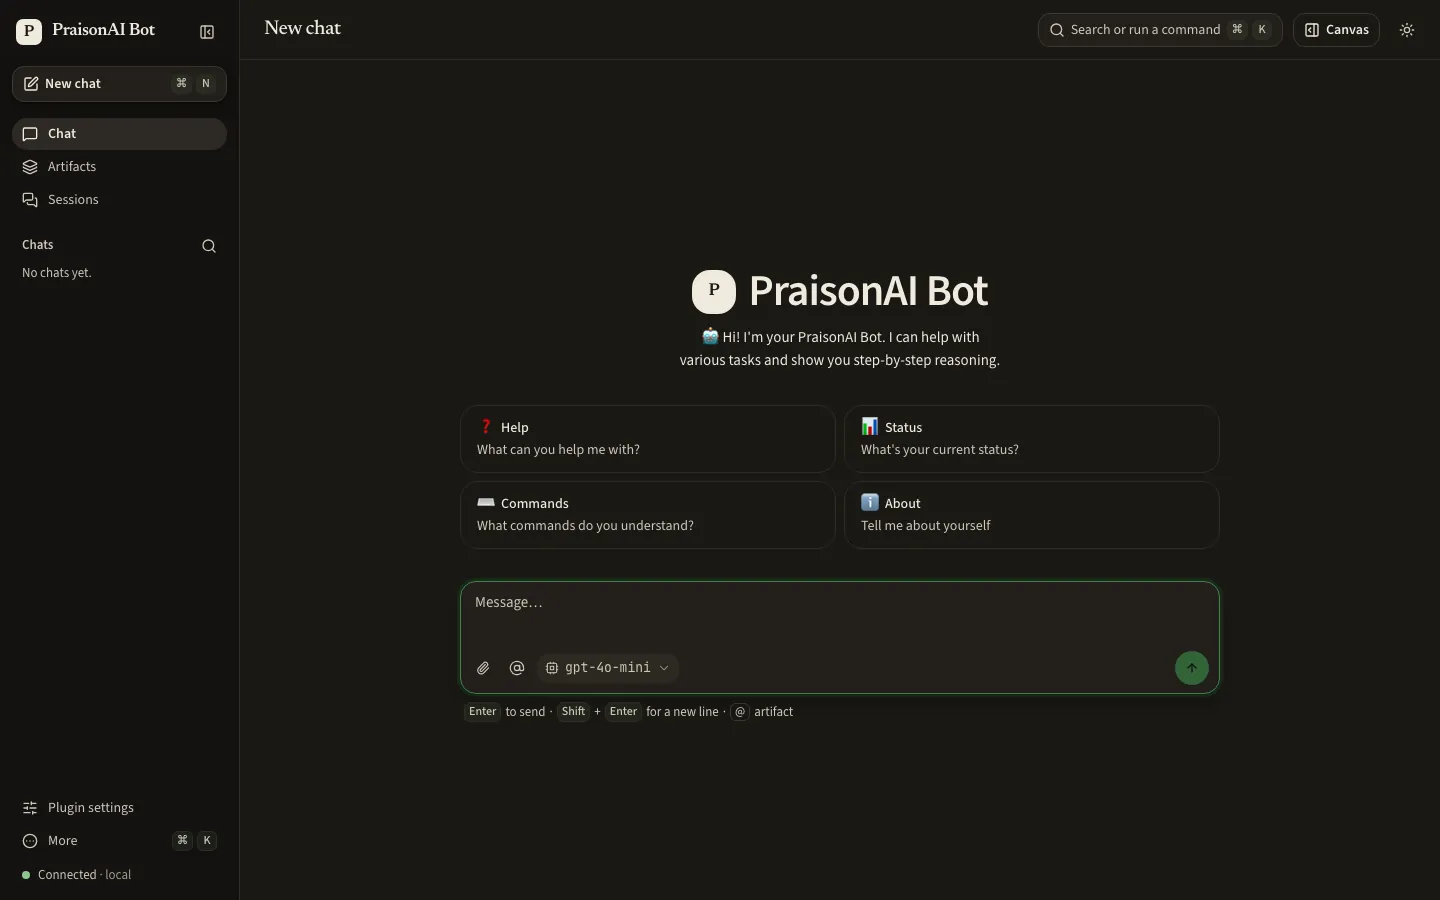 P PraisonAI Bot
New chat ⌘ N
Chat
Artifacts
Sessions
Chats
No chats yet.
Plugin settings
More ⌘ K
Connected · local
New chat
Search or run a command ⌘ K
Canvas
P PraisonAI Bot
🤖 Hi! I'm your PraisonAI Bot. I can help with
various tasks and show you step-by-step reasoning.
❓ Help
What can you help me with?
📊 Status
What's your current status?
⌨️ Commands
What commands do you understand?
ℹ️ About
Tell me about yourself
Message…
@ gpt-4o-mini
Enter to send · Shift + Enter for a new line · @ artifact